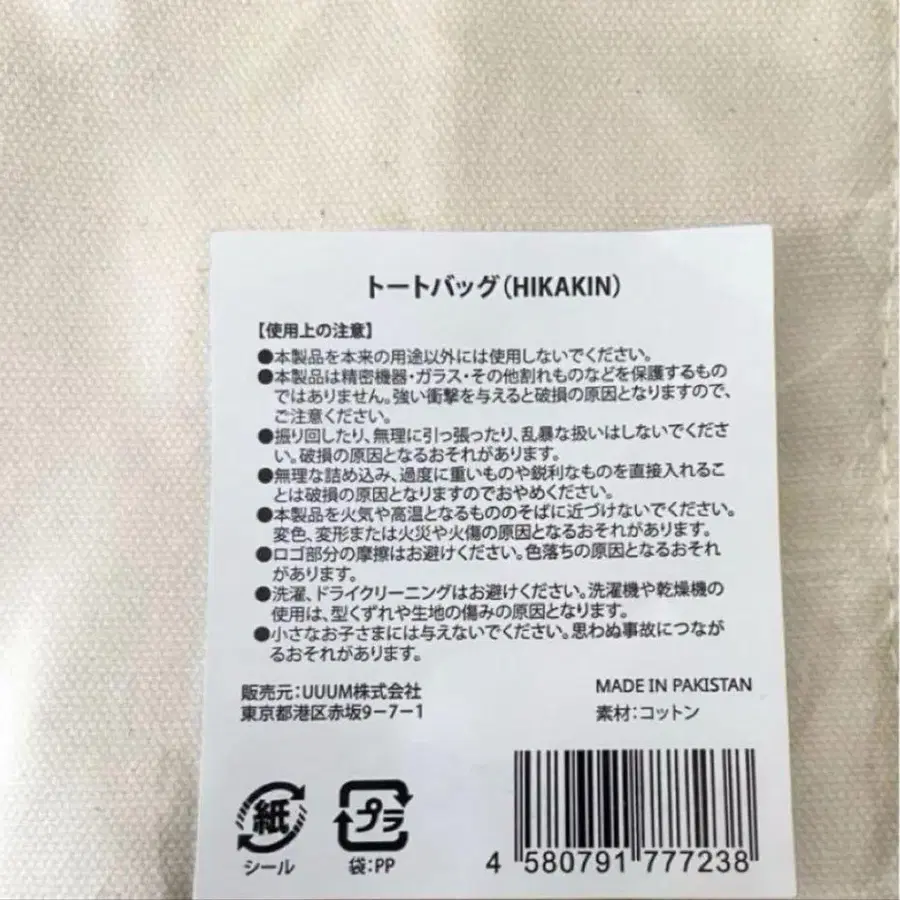 トートバッグ(HIKAKIN)
【使用上の注意】
●本製品を本来の用途以外には使用しないでください。
●本製品は精密機器・ガラス・その他割れものなどを保護するもの
ではありません。強い衝撃を与えると破損の原因となりますので、
ご注意ください。
●振り回したり、無理に引っ張ったり、乱暴な扱いはしないでくださ
い。破損の原因となるおそれがあります。
●無理な詰め込み、過度に重いものや鋭利なものを直接入れるこ
とは破損の原因となりますのでおやめください。
●本製品を火気や高温となるもののそばに近づけないでください。
変色、変形または火災や火傷の原因となるおそれがあります。
●ロゴ部分の摩擦はお避けください。色落ちの原因となるおそれ
があります。
●洗濯、ドライクリーニングはお避けください。洗濯機や乾燥機の
使用は、型くずれや生地の傷みの原因となります。
●小さなお子さまには与えないでください。思わぬ事故につなが
るおそれがあります。
販売元:UUUM株式会社
東京都港区赤坂9-7-1
MADE IN PAKISTAN
素材:コットン
紙
シール
プラ
袋:PP
4 580791 777238